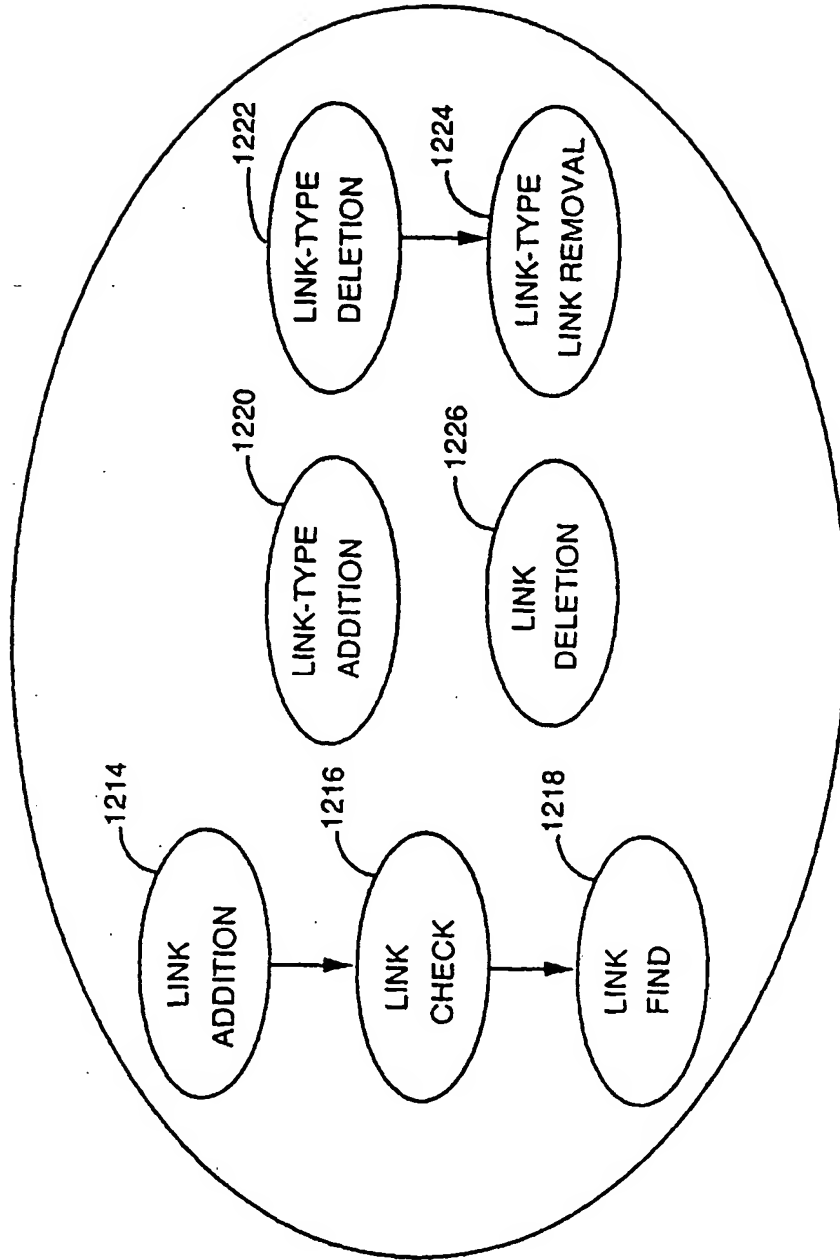 LINK
ADDITION
1214
LINK
CHECK
1216
LINK
FIND
1218
LINK-TYPE
ADDITION
1220
LINK
DELETION
1226
LINK-TYPE
DELETION
1222
LINK-TYPE
LINK REMOVAL
1224